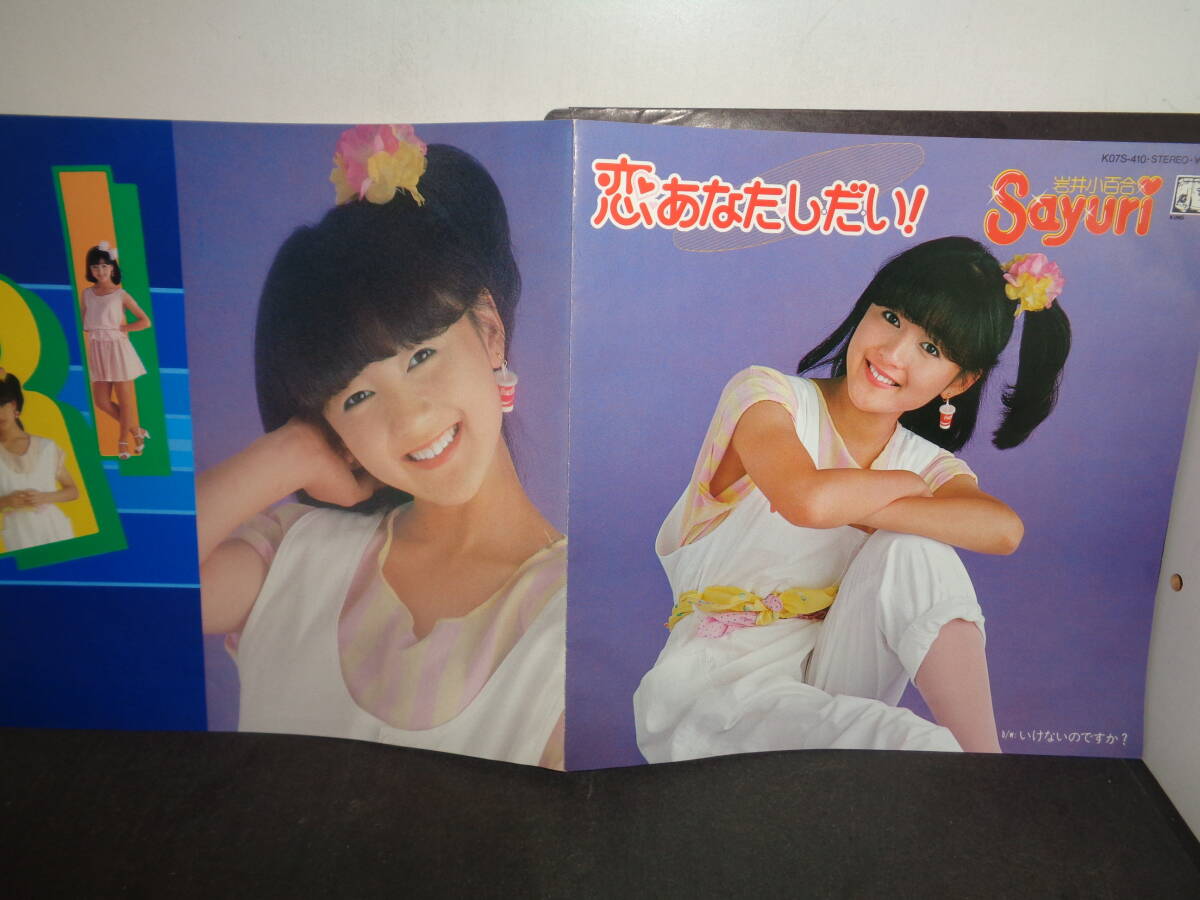 恋あなたしだい!
K07S-410・STEREO・¥
岩井小百合
Sayuri
b/w: いけないのですか?